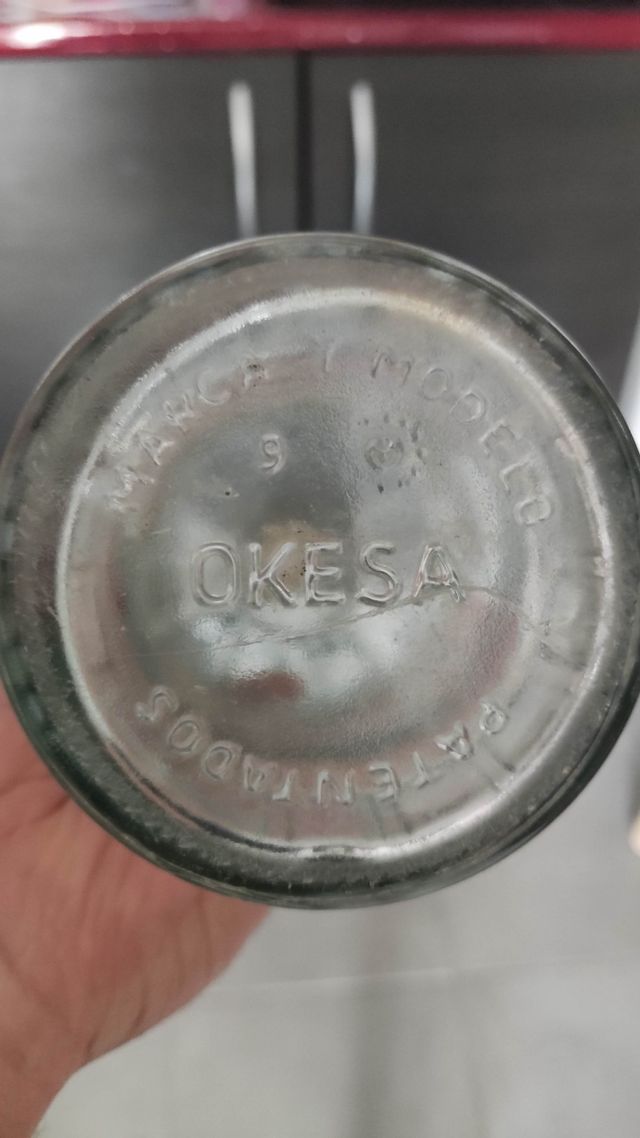 MARCA Y MODELO
9
OKESA
PATENTADOS